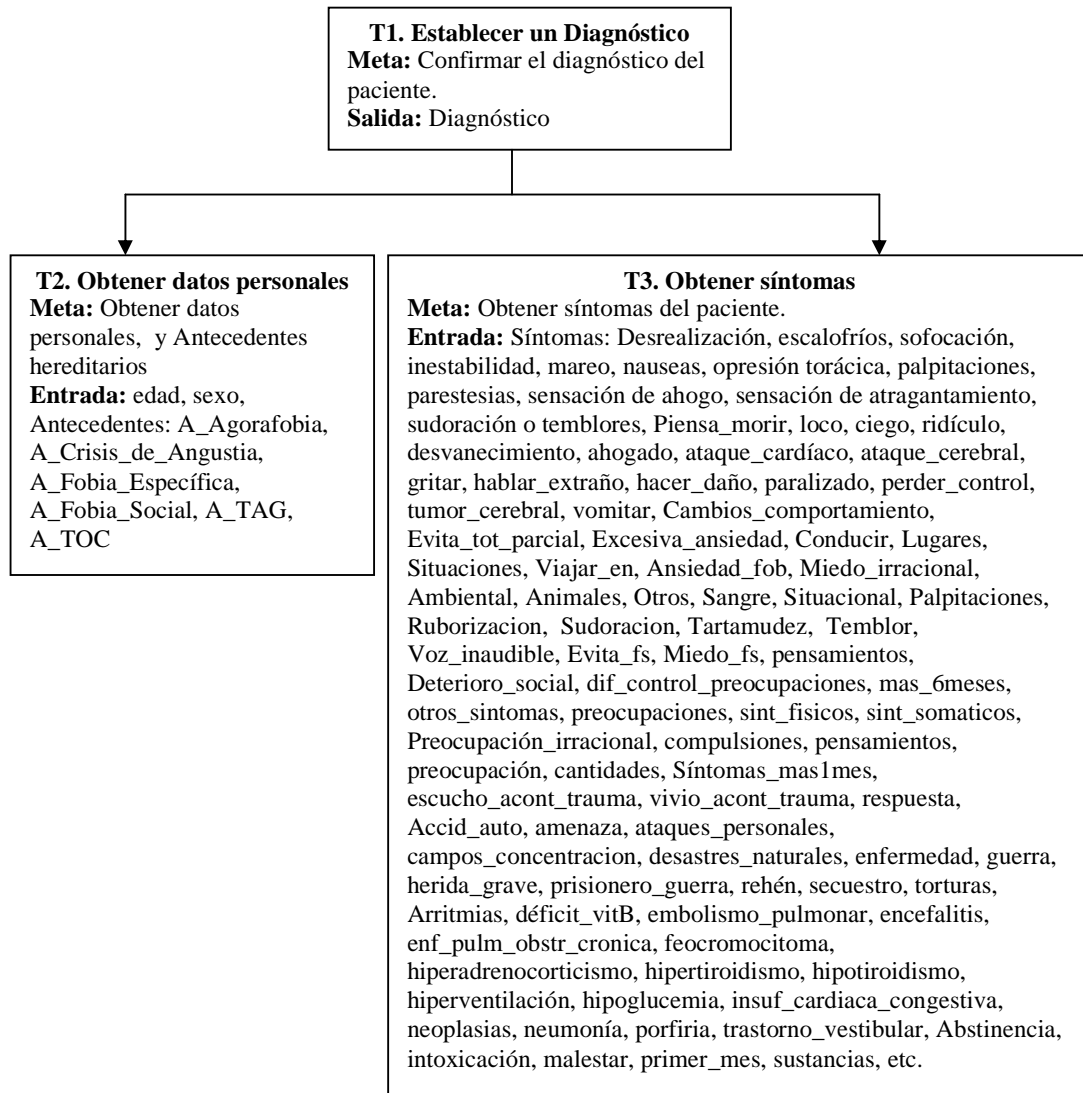 T1. Establecer un Diagnóstico
Meta: Confirmar el diagnóstico del
paciente.
Salida: Diagnóstico
T2. Obtener datos personales
Meta: Obtener datos
personales, y Antecedentes
hereditarios
Entrada: edad, sexo,
Antecedentes: A_Agorafobia,
A_Crisis_de_Angustia,
A_Fobia_Específica,
A_Fobia_Social, A_TAG,
A_TOC
T3. Obtener síntomas
Meta: Obtener síntomas del paciente.
Entrada: Síntomas: Desrealización, escalofríos, sofocación,
inestabilidad, mareo, nauseas, opresión torácica, palpitaciones,
parestesias, sensación de ahogo, sensación de atragantamiento,
sudoración o temblores, Piensa_morir, loco, ciego, ridículo,
desvanecimiento, ahogado, ataque_cardíaco, ataque_cerebral,
gritar, hablar_extraño, hacer_daño, paralizado, perder_control,
tumor_cerebral, vomitar, Cambios_comportamiento,
Evita_tot_parcial, Excesiva_ansiedad, Conducir, Lugares,
Situaciones, Viajar_en, Ansiedad_fob, Miedo_irracional,
Ambiental, Animales, Otros, Sangre, Situacional, Palpitaciones,
Ruborizacion, Sudoracion, Tartamudez, Temblor,
Voz_inaudible, Evita_fs, Miedo_fs, pensamientos,
Deterioro_social, dif_control_preocupaciones, mas_6meses,
otros_sintomas, preocupaciones, sint_fisicos, sint_somaticos,
Preocupación_irracional, compulsiones, pensamientos,
preocupación, cantidades, Síntomas_mas1mes,
escucho_acont_trauma, vivio_acont_trauma, respuesta,
Accid_auto, amenaza, ataques_personales,
campos_concentracion, desastres_naturales, enfermedad, guerra,
herida_grave, prisionero_guerra, rehén, secuestro, torturas,
Arritmias, déficit_vitB, embolismo_pulmonar, encefalitis,
enf_pulm_obstr_cronica, feocromocitoma,
hiperadrenocorticismo, hipertiroidismo, hipotiroidismo,
hiperventilación, hipoglucemia, insuf_cardiaca_congestiva,
neoplasias, neumonía, porfiria, trastorno_vestibular, Abstinencia,
intoxicación, malestar, primer_mes, sustancias, etc.